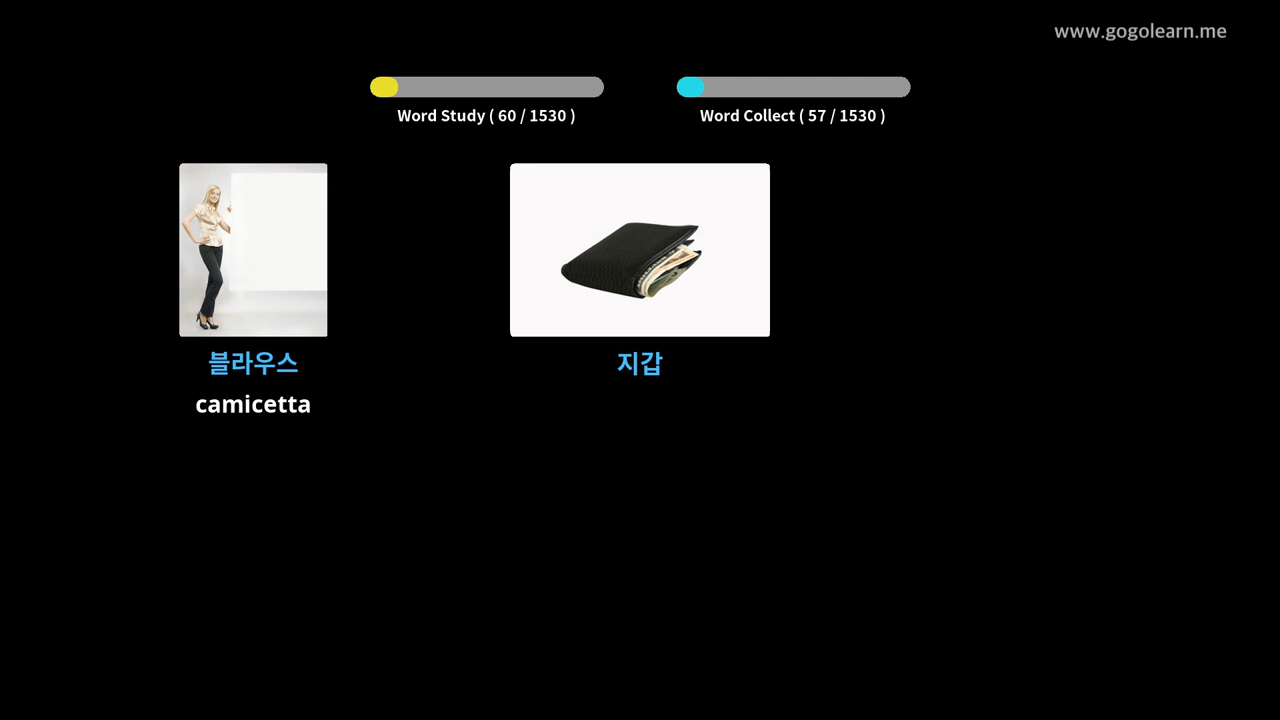 www.gogolearn.me
Word Study ( 60 / 1530 )
Word Collect ( 57 / 1530 )
블라우스
camicetta
지갑